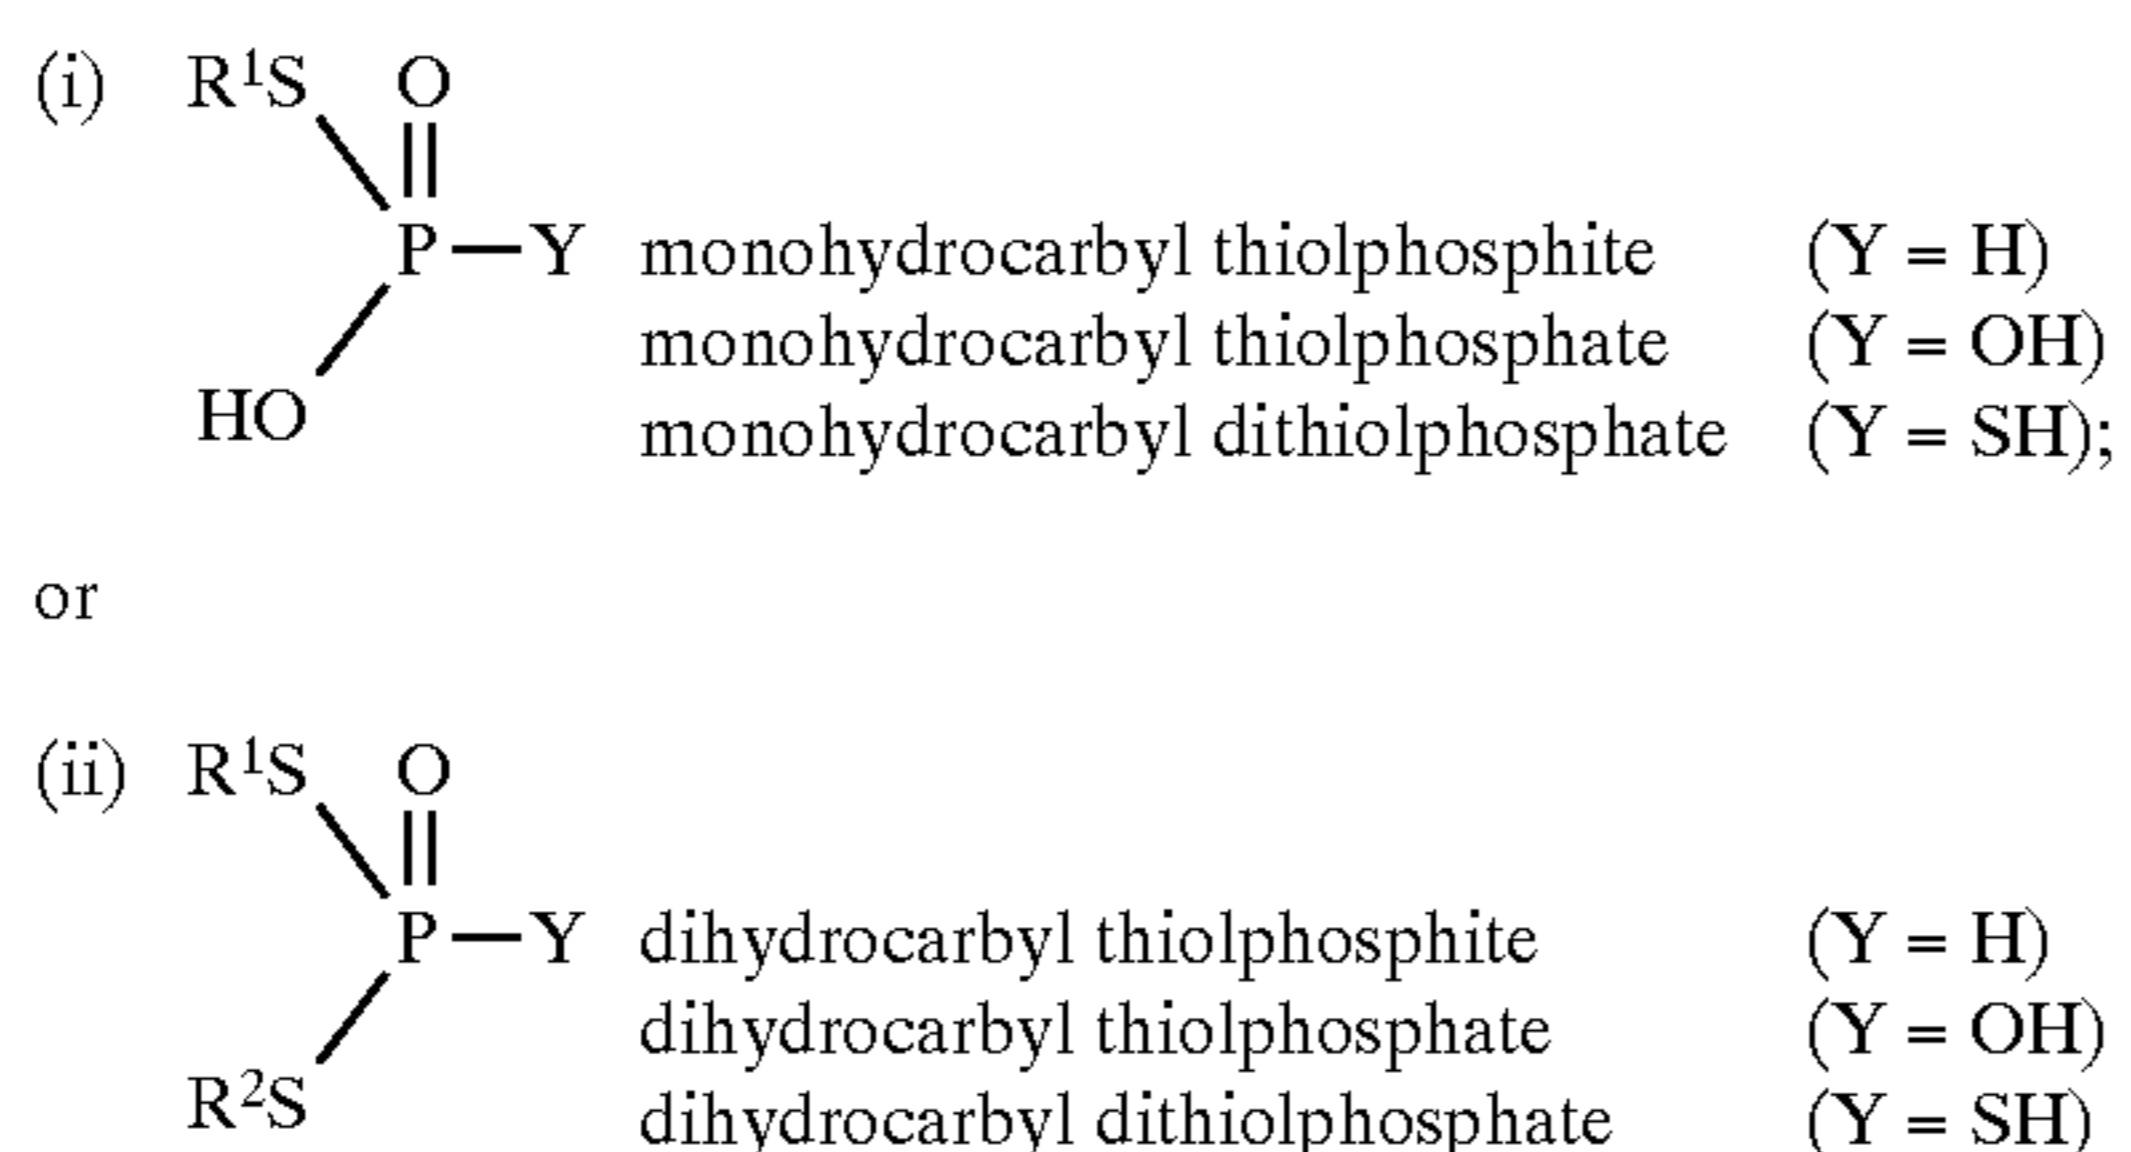 (i) R¹S O
P—Y monohydrocarbyl thiolphosphite (Y = H)
monohydrocarbyl thiolphosphate (Y = OH)
HO monohydrocarbyl dithiolphosphate (Y = SH);
or
(ii) R¹S O
P—Y dihydrocarbyl thiolphosphite (Y = H)
dihydrocarbyl thiolphosphate (Y = OH)
R²S dihydrocarbyl dithiolphosphate (Y = SH)